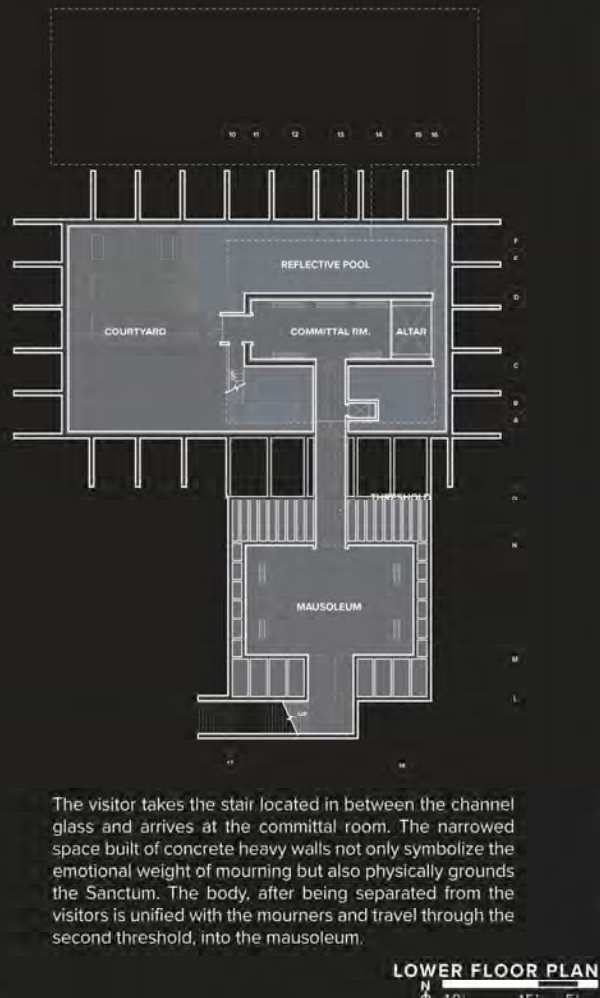 10 11 12 13 14 15 16
F
E
REFLECTIVE POOL
D
COURTYARD COMMITTAL RM. ALTAR
C
UP
B
A
THRESHOLD
N
MAUSOLEUM
M
L
UP
17 18
The visitor takes the stair located in between the channel
glass and arrives at the committal room. The narrowed
space built of concrete heavy walls not only symbolize the
emotional weight of mourning but also physically grounds
the Sanctum. The body, after being separated from the
visitors is unified with the mourners and travel through the
second threshold, into the mausoleum.
LOWER FLOOR PLAN
N